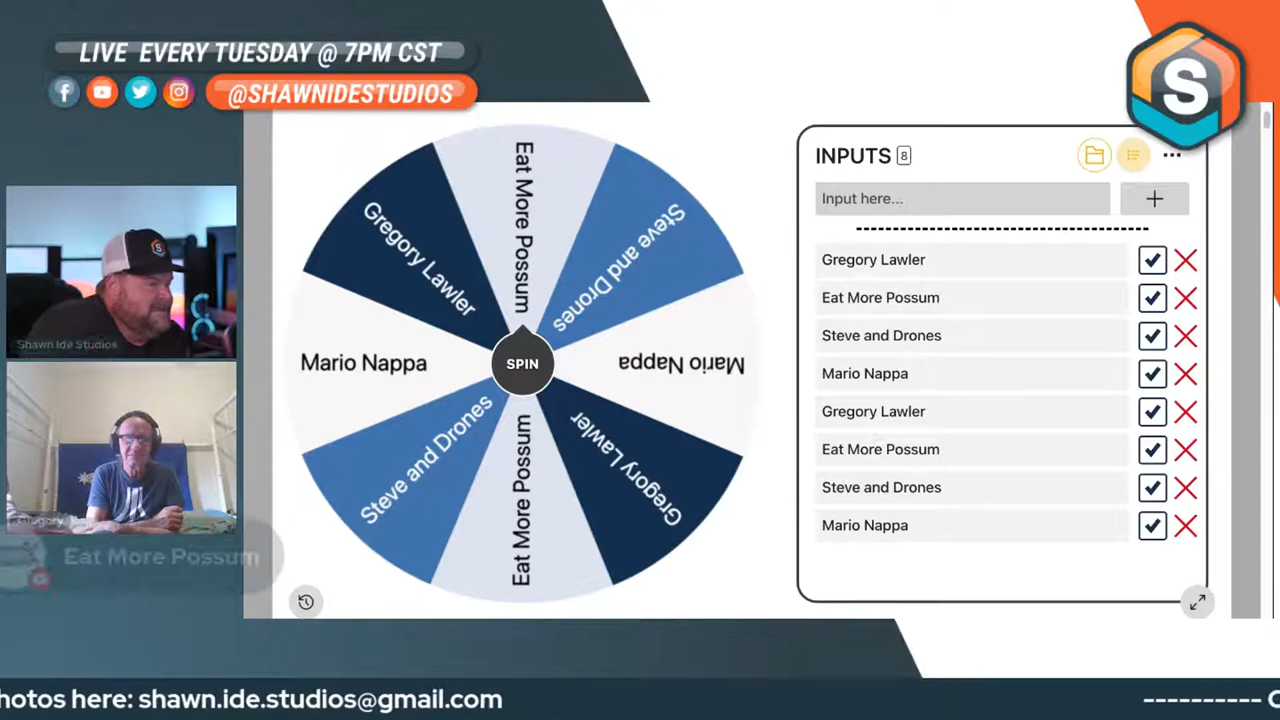 LIVE EVERY TUESDAY @ 7PM CST
@SHAWNIDESTUDIOS
S
Eat More Possum
Steve and Drones
Mario Nappa
Gregory Lawler
Eat More Possum
Steve and Drones
Mario Nappa
Gregory Lawler
SPIN
INPUTS 8
Input here...
+
Gregory Lawler
Eat More Possum
Steve and Drones
Mario Nappa
Gregory Lawler
Eat More Possum
Steve and Drones
Mario Nappa
Shawn Ide Studios
Eat More Possum
hotos here: shawn.ide.studios@gmail.com
----------